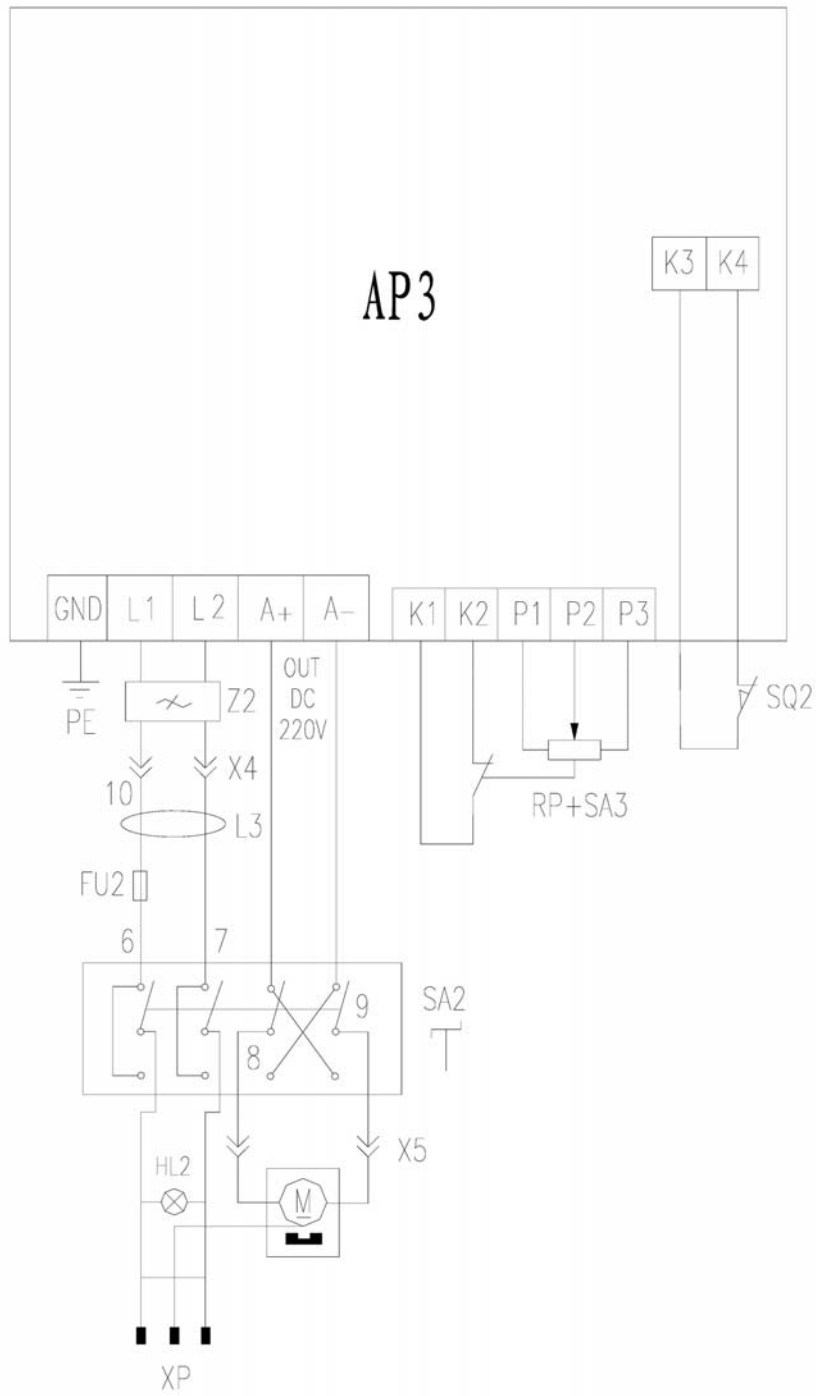 AP3
K3 K4
GND L1 L2 A+ A-
K1 K2 P1 P2 P3
OUT
DC
220V
PE
Z2
SQ2
X4
10
RP+SA3
L3
FU2
6
7
SA2
9
8
X5
HL2
M
XP